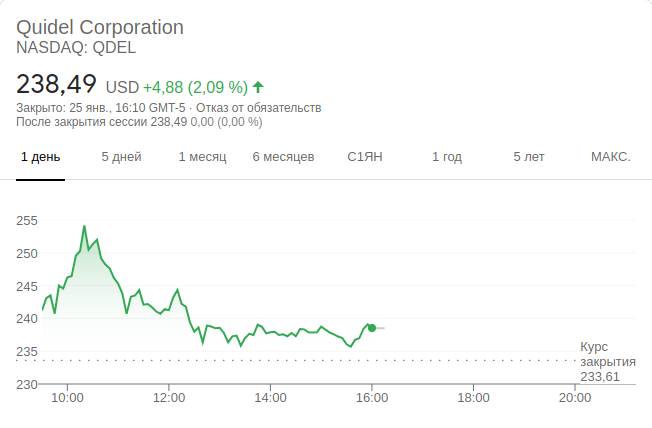 Quidel Corporation
NASDAQ: QDEL
238,49 USD +4,88 (2,09 %)
Закрыто: 25 янв., 16:10 GMT-5 · Отказ от обязательств
После закрытия сессии 238,49 0,00 (0,00 %)
1 день 5 дней 1 месяц 6 месяцев С1ЯН 1 год 5 лет МАКС.
255
250
245
240
235
230
Курс
закрытия
233,61
10:00 12:00 14:00 16:00 18:00 20:00